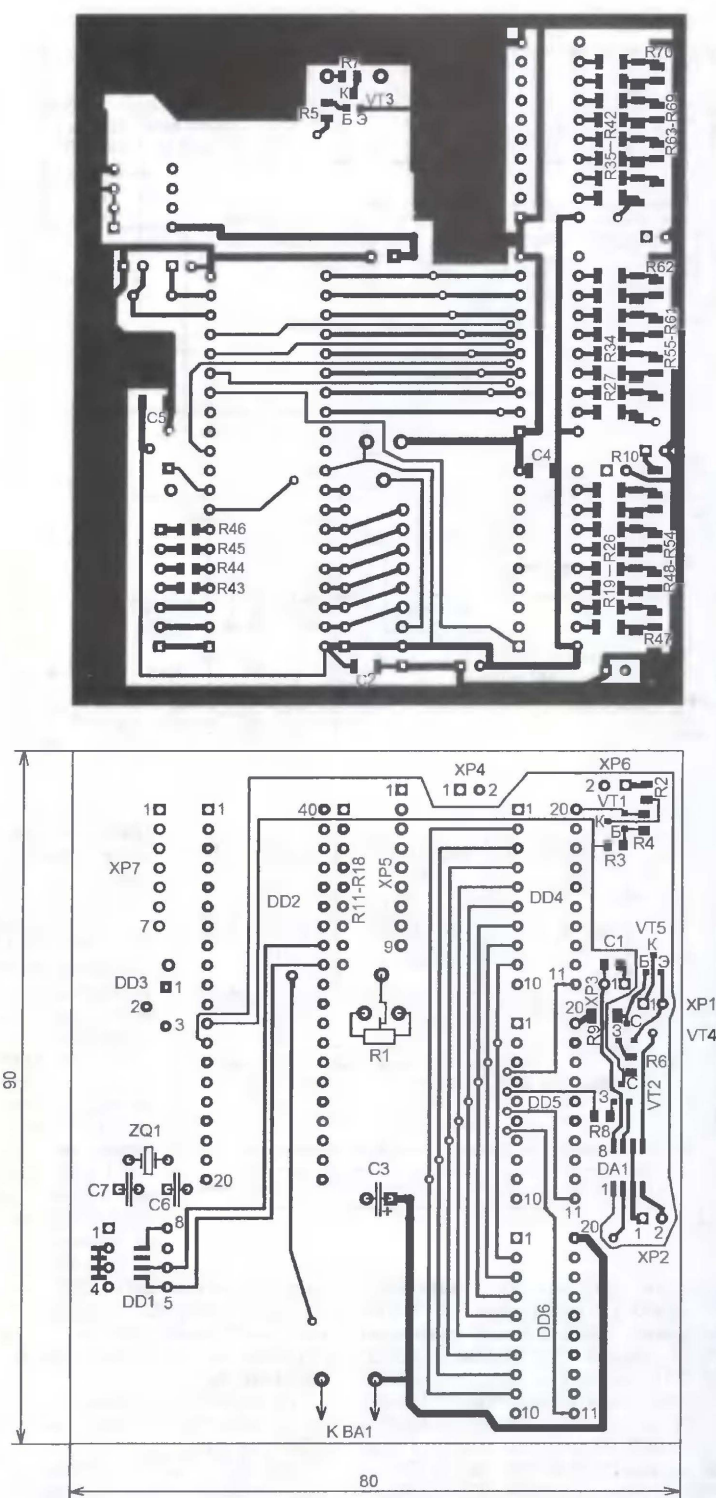 R70
R7
К
R5
Б Э
VT3
R35–R42
R63-R69
R62
R34
R27
R55-R61
C5
R10
C4
R46
R45
R44
R43
R19–R26
R48-R54
R47
C2
XP4
XP6
1
1
1
1 2
2
1
40
1
20
VT1
R2
К
Б
R4
R3
XP7
R11-R18
XP5
DD2
DD4
7
9
VT5
C1
К
Б Э
DD3
1
10
11
XP3
1
1
XP1
2
3
1
20
R9
C
3
VT4
R1
R6
C
VT2
DD5
3
R8
90
ZQ1
8
DA1
C7
C6
20
C3
+
10
11
1
1
8
1
20
1
2
XP2
4
DD1
5
DD6
10
11
К BA1
80